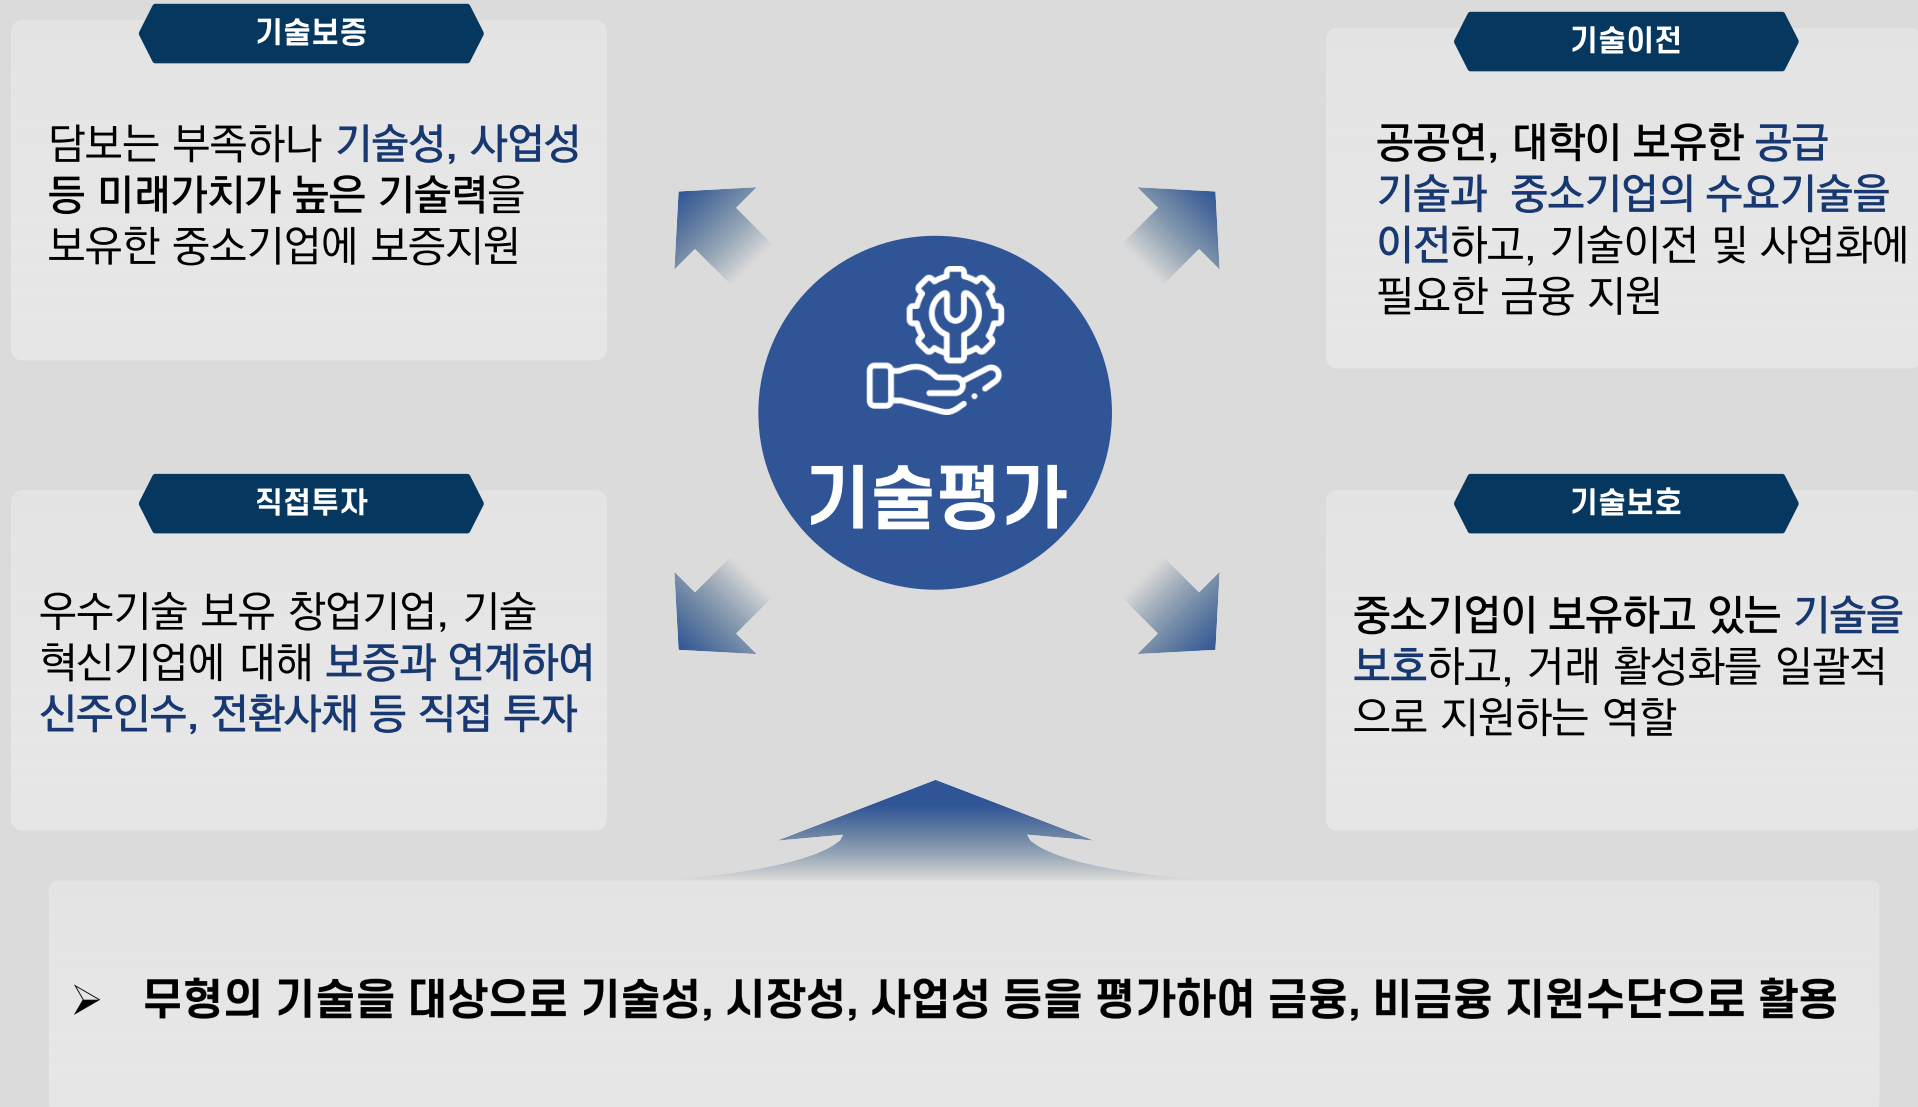 기술보증
담보는 부족하나 기술성, 사업성
등 미래가치가 높은 기술력을
보유한 중소기업에 보증지원
기술이전
공공연, 대학이 보유한 공급
기술과 중소기업의 수요기술을
이전하고, 기술이전 및 사업화에
필요한 금융 지원
기술평가
직접투자
우수기술 보유 창업기업, 기술
혁신기업에 대해 보증과 연계하여
신주인수, 전환사채 등 직접 투자
기술보호
중소기업이 보유하고 있는 기술을
보호하고, 거래 활성화를 일괄적
으로 지원하는 역할
➢ 무형의 기술을 대상으로 기술성, 시장성, 사업성 등을 평가하여 금융, 비금융 지원수단으로 활용